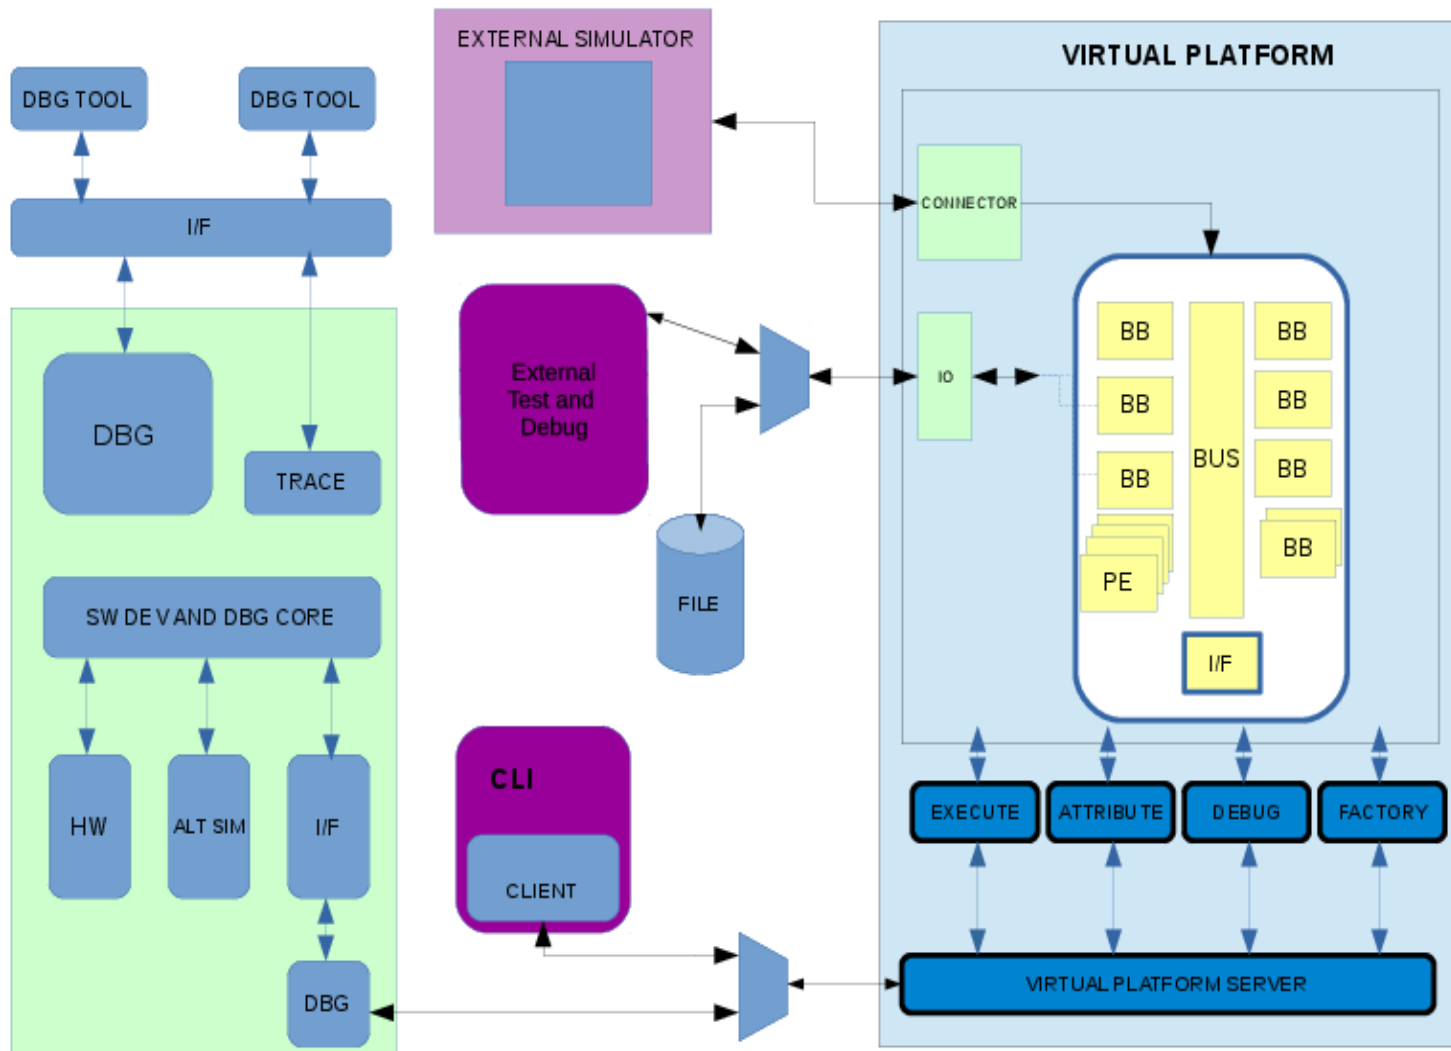 EXTERNAL SIMULATOR
VIRTUAL PLATFORM
DBG TOOL
DBG TOOL
I/F
CONNECTOR
DBG
TRACE
External
Test and
Debug
IO
BB
BB
BB
BB
BB
BB
BUS
BB
PE
I/F
FILE
SW DEV AND DBG CORE
HW
ALT SIM
I/F
CLI
CLIENT
EXECUTE
ATTRIBUTE
DEBUG
FACTORY
DBG
VIRTUAL PLATFORM SERVER